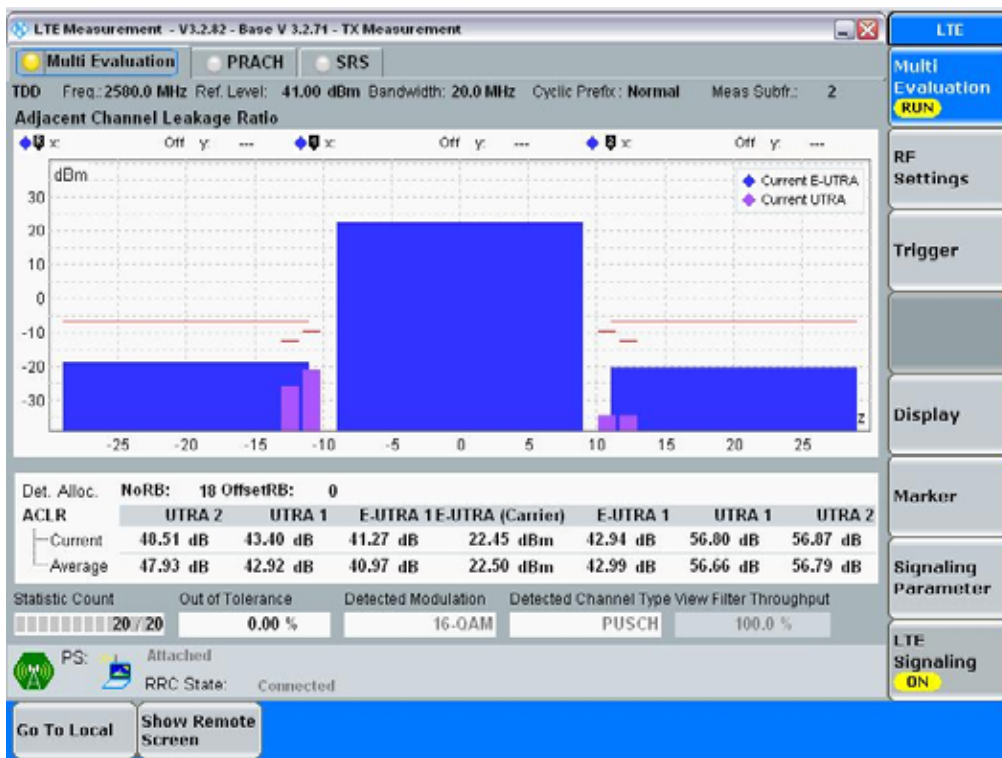 LTE Measurement - V3.2.82 - Base V 3.2.71 - TX Measurement
LTE
Multi Evaluation PRACH SRS
Multi Evaluation RUN
TDD Freq.: 2580.0 MHz Ref. Level: 41.00 dBm Bandwidth: 20.0 MHz Cyclic Prefix: Normal Meas Subfr.: 2
Adjacent Channel Leakage Ratio
x: Off y: --- x: Off y: --- x: Off y: ---
dBm
Current E-UTRA
Current UTRA
30
20
10
0
-10
-20
-30
-25 -20 -15 -10 -5 0 5 10 15 20 25
RF Settings
Trigger
Display
Marker
Signaling Parameter
LTE Signaling ON
Det. Alloc. NoRB: 18 OffsetRB: 0
ACLR UTRA 2 UTRA 1 E-UTRA 1 E-UTRA (Carrier) E-UTRA 1 UTRA 1 UTRA 2
Current 48.51 dB 43.40 dB 41.27 dB 22.45 dBm 42.94 dB 56.80 dB 56.87 dB
Average 47.93 dB 42.92 dB 40.97 dB 22.50 dBm 42.99 dB 56.66 dB 56.79 dB
Statistic Count Out of Tolerance Detected Modulation Detected Channel Type View Filter Throughput
20 / 20 0.00 % 16-QAM PUSCH 100.0 %
PS: Attached
RRC State: Connected
Go To Local Show Remote Screen